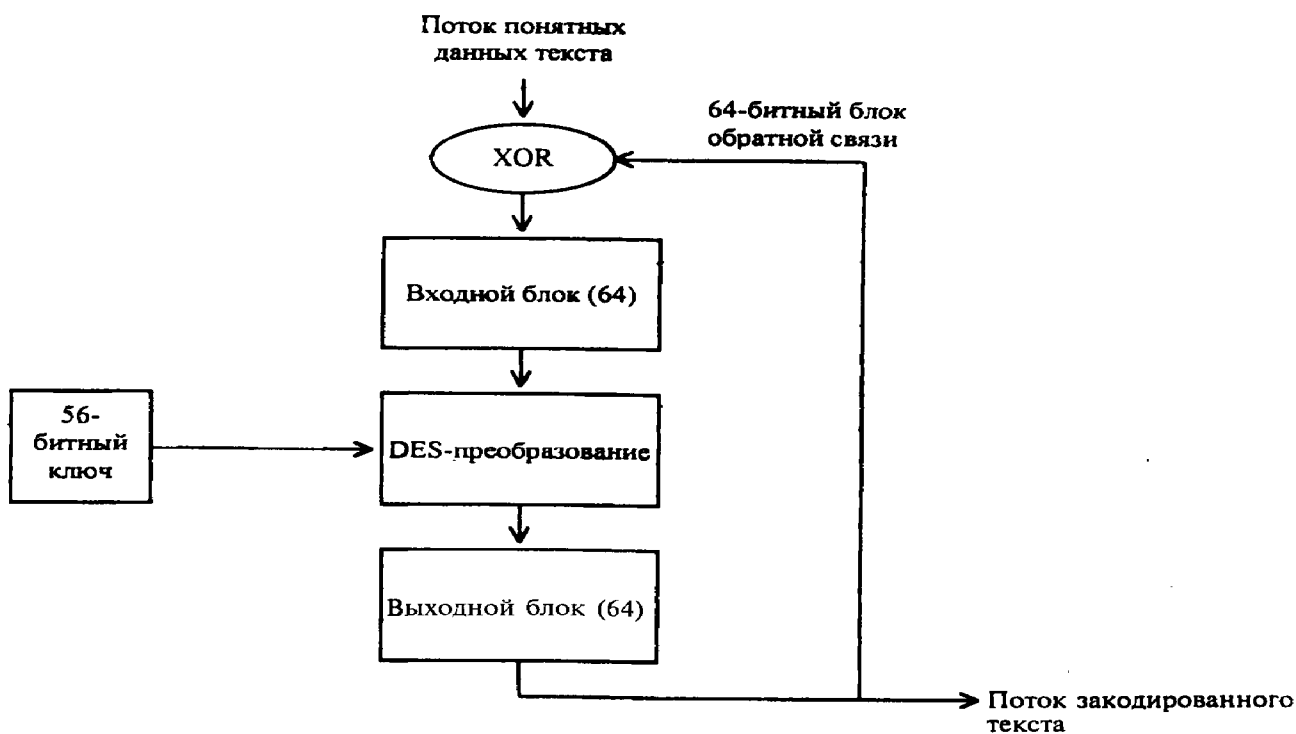 Поток понятных
данных текста
64-битный блок
обратной связи
XOR
Входной блок (64)
56-
битный
ключ
DES-преобразование
Выходной блок (64)
Поток закодированного
текста